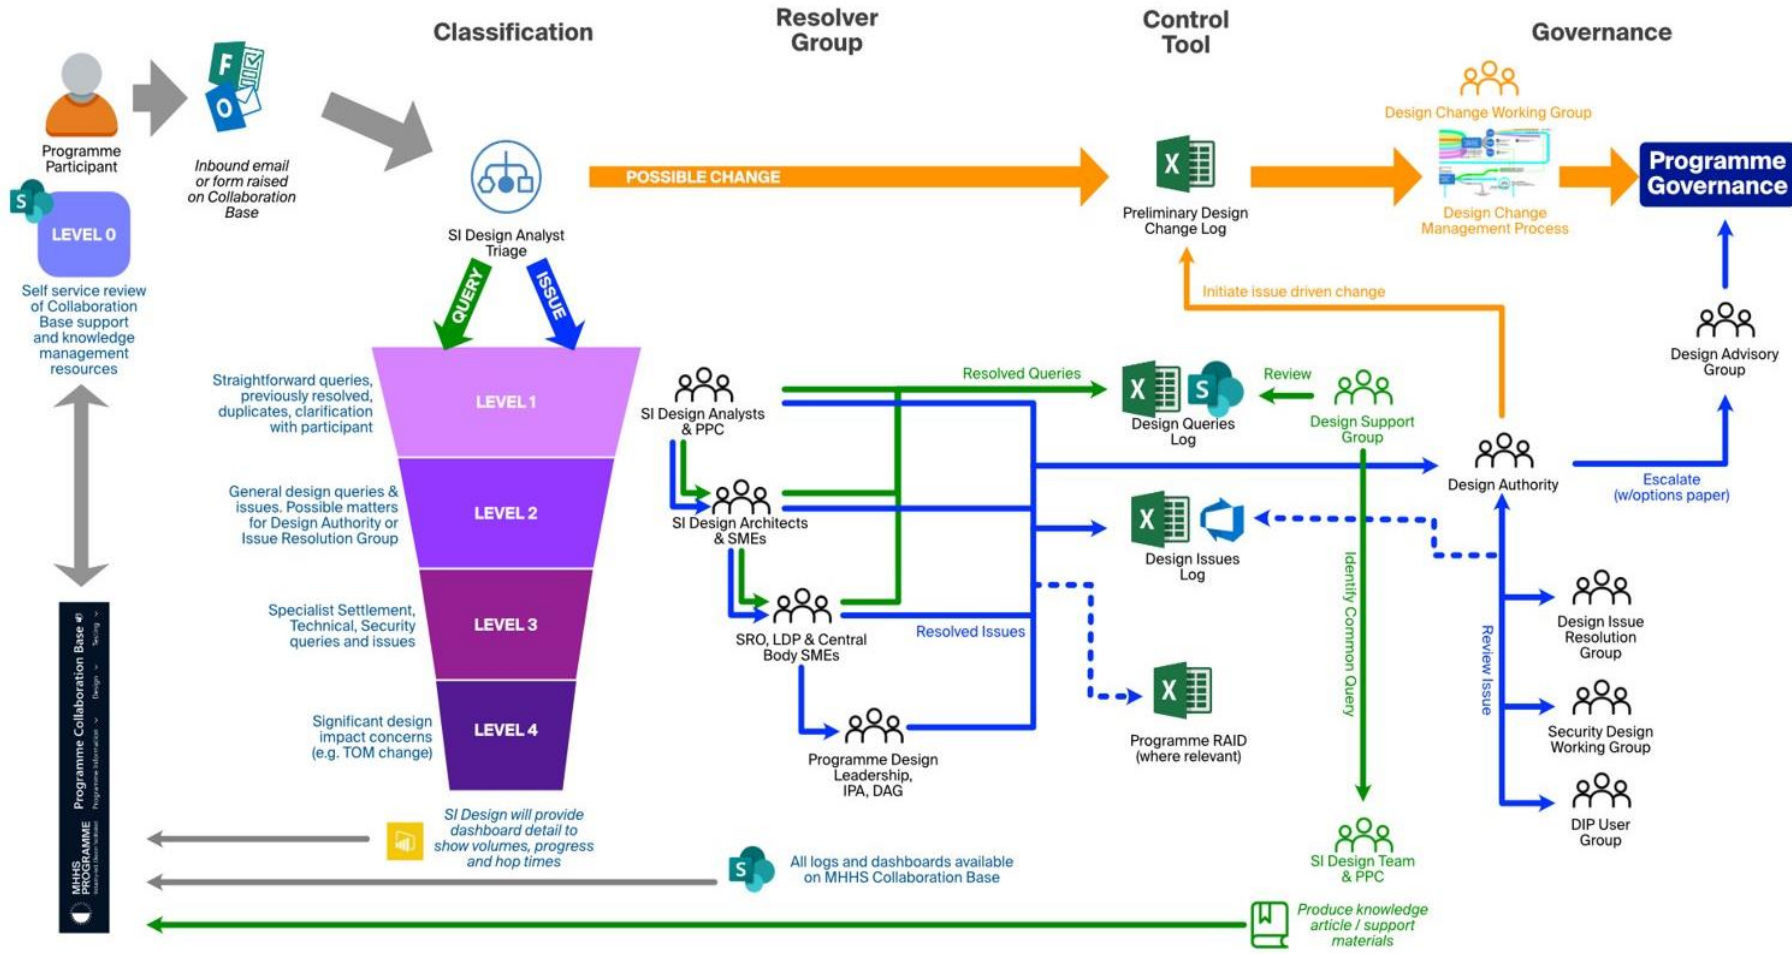 Classification
Resolver
Group
Control
Tool
Governance
Programme
Participant
F
O
Inbound email
or form raised
on Collaboration
Base
S
LEVEL 0
Self service review
of Collaboration
Base support
and knowledge
management
resources
SI Design Analyst
Triage
POSSIBLE CHANGE
X
Preliminary Design
Change Log
Design Change Working Group
Design Change
Management Process
Programme
Governance
QUERY
ISSUE
Initiate issue driven change
Design Advisory
Group
Straightforward queries,
previously resolved,
duplicates, clarification
with participant
LEVEL 1
SI Design Analysts
& PPC
Resolved Queries
X
S
Design Queries
Log
Review
Design Support
Group
Design Authority
Escalate
(w/options paper)
General design queries &
issues. Possible matters
for Design Authority or
Issue Resolution Group
LEVEL 2
SI Design Architects
& SMEs
X
Design Issues
Log
Identify Common Query
Review Issue
Specialist Settlement,
Technical, Security
queries and issues
LEVEL 3
SRO, LDP & Central
Body SMEs
Resolved Issues
Design Issue
Resolution
Group
Significant design
impact concerns
(e.g. TOM change)
LEVEL 4
Programme Design
Leadership,
IPA, DAG
X
Programme RAID
(where relevant)
Security Design
Working Group
DIP User
Group
MHHS
PROGRAMME
Programme Collaboration Base
Programme Information
Design
Testing
SI Design will provide
dashboard detail to
show volumes, progress
and hop times
S
All logs and dashboards available
on MHHS Collaboration Base
SI Design Team
& PPC
Produce knowledge
article / support
materials